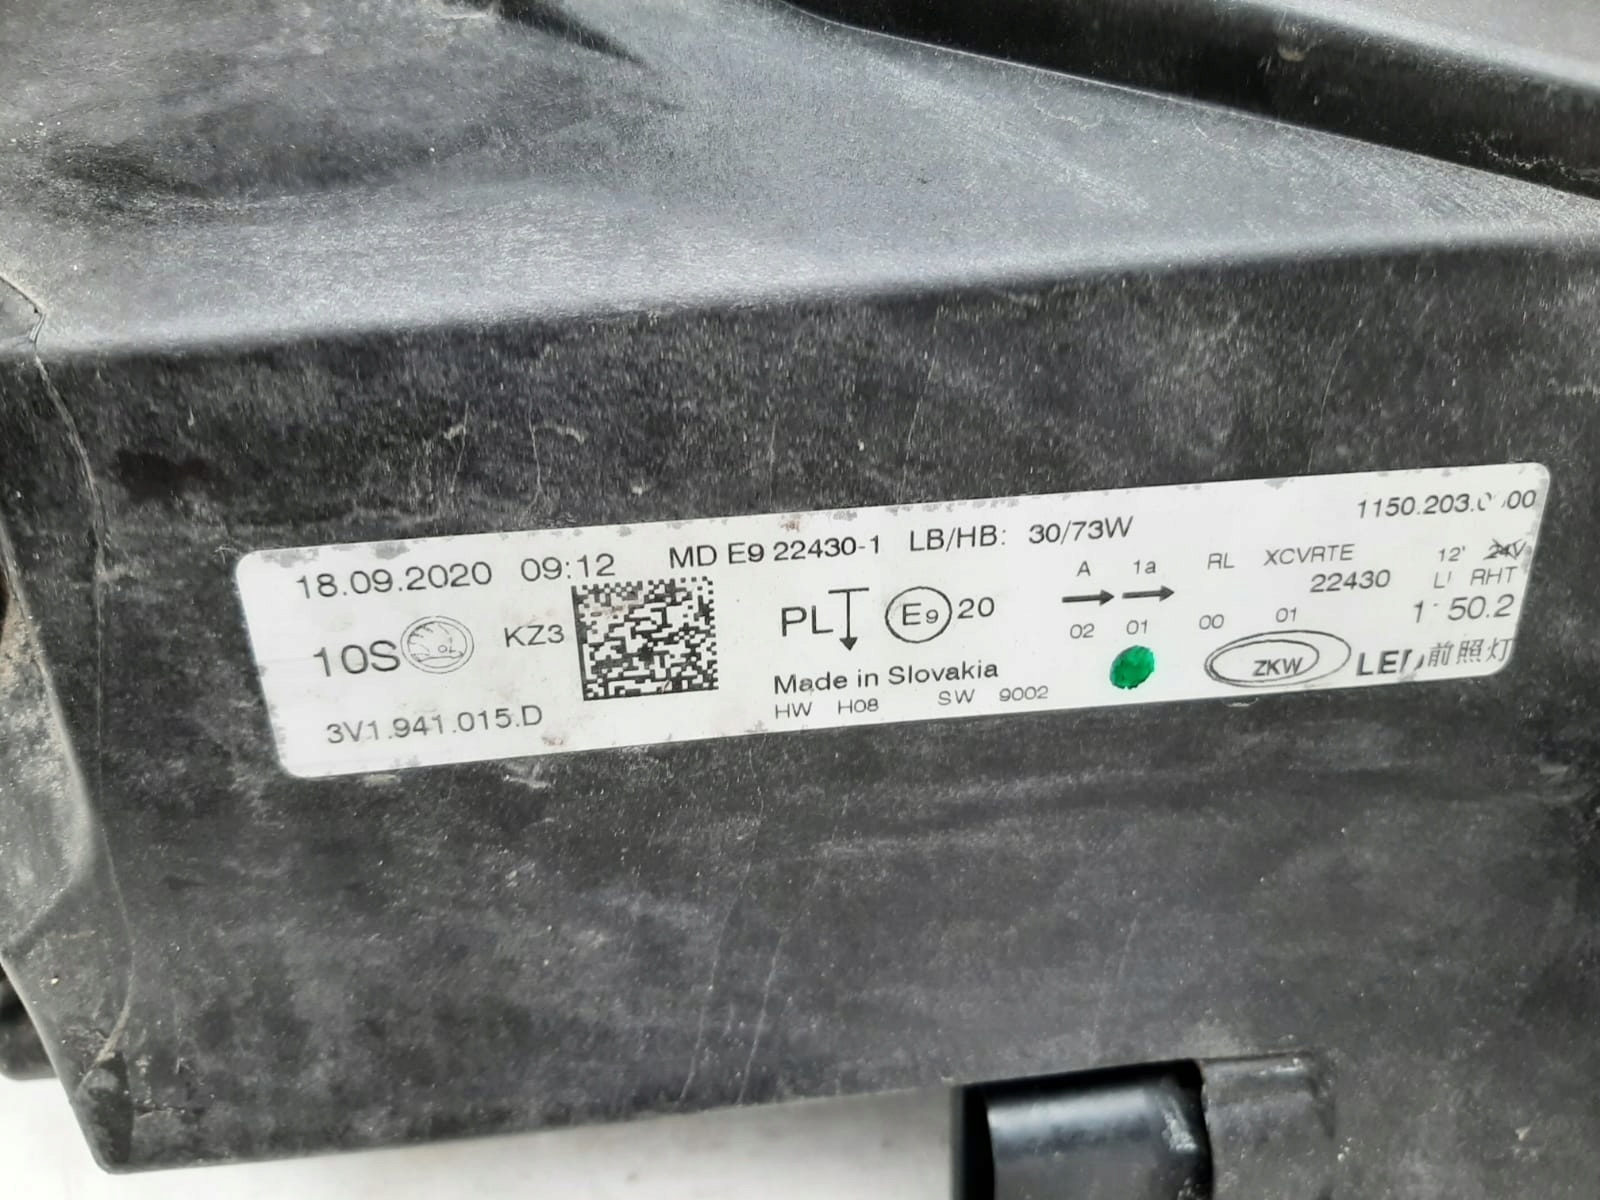 18.09.2020 09:12 MD E9 22430-1 LB/HB: 30/73W 1150.203.
10S KZ3 PL E9 20 A 1a RL XCVRTE 24V
22430 RHT
02 01 00 01 50.2
3V1.941.015.D Made in Slovakia ZKW 前照灯
HW H08 SW 9002